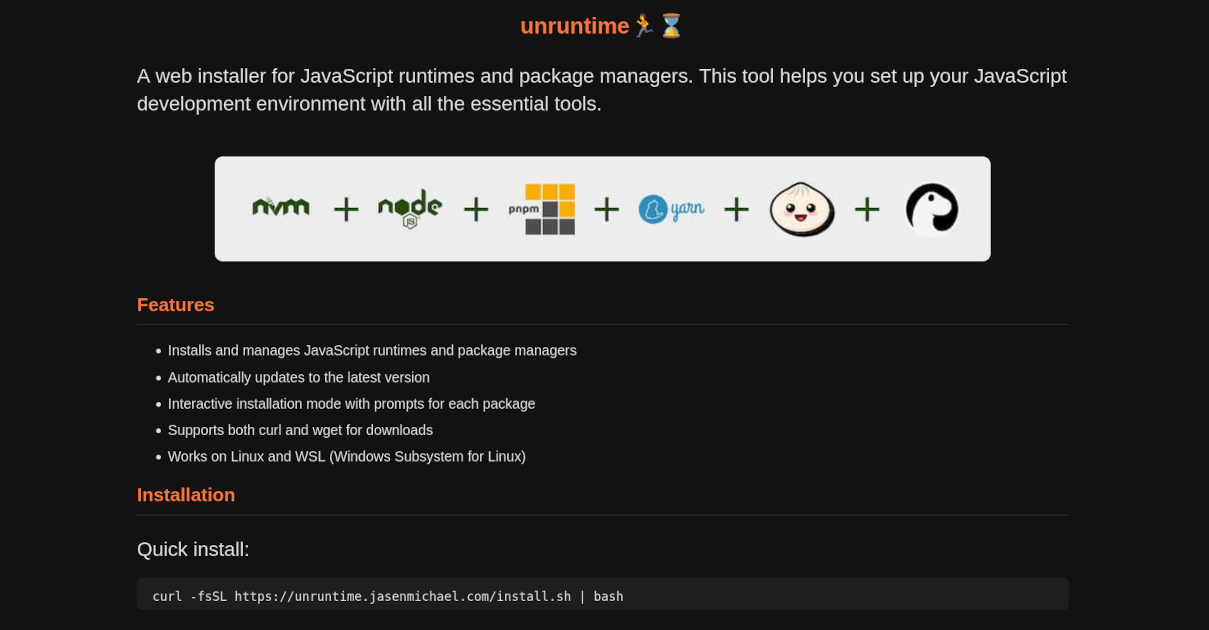 unruntime🏃⌛
A web installer for JavaScript runtimes and package managers. This tool helps you set up your JavaScript
development environment with all the essential tools.
nvm + node + pnpm + yarn + +
JS
Features
• Installs and manages JavaScript runtimes and package managers
• Automatically updates to the latest version
• Interactive installation mode with prompts for each package
• Supports both curl and wget for downloads
• Works on Linux and WSL (Windows Subsystem for Linux)
Installation
Quick install:
curl -fsSL https://unruntime.jasenmichael.com/install.sh | bash